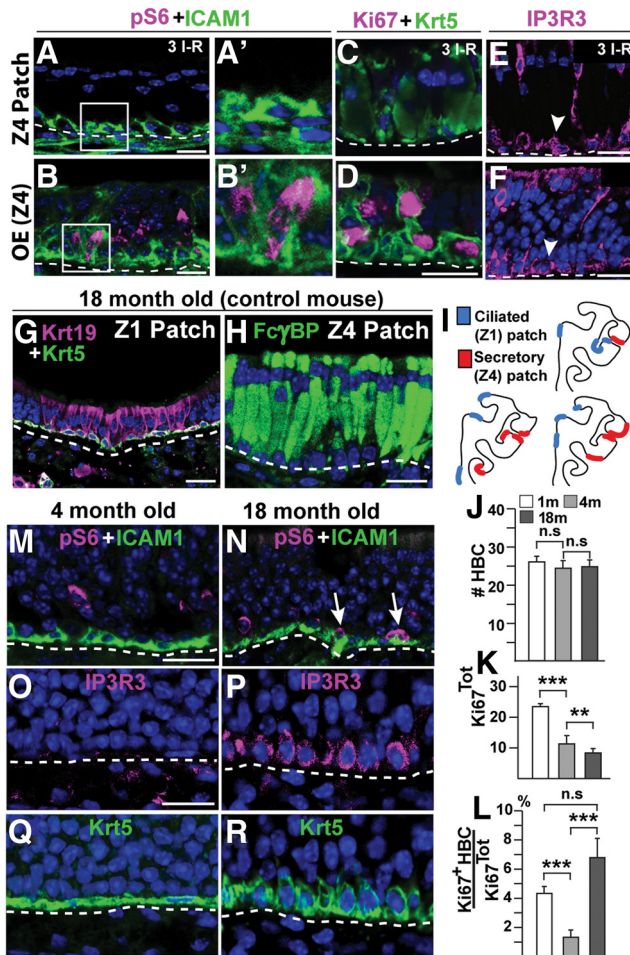 pS6 +ICAM1
Ki67+Krt5
IP3R3
Z4 Patch
A
3 I-R
A'
C
3 I-R
E
3 I-R
OE (Z4)
B
B'
D
F
18 month old (control mouse)
G
Krt19
+Krt5
Z1 Patch
H
FcγBP
Z4 Patch
I
Ciliated
(Z1) patch
Secretory
(Z4) patch
4 month old
18 month old
M
pS6+ICAM1
N
pS6+ICAM1
O
IP3R3
P
IP3R3
Q
Krt5
R
Krt5
J
1m
4m
18m
n.s
n.s
# HBC
40
30
20
10
K
Ki67Tot
***
**
30
20
10
L
%
n.s
***
***
Ki67+HBC
Ki67Tot
10
8
6
4
2